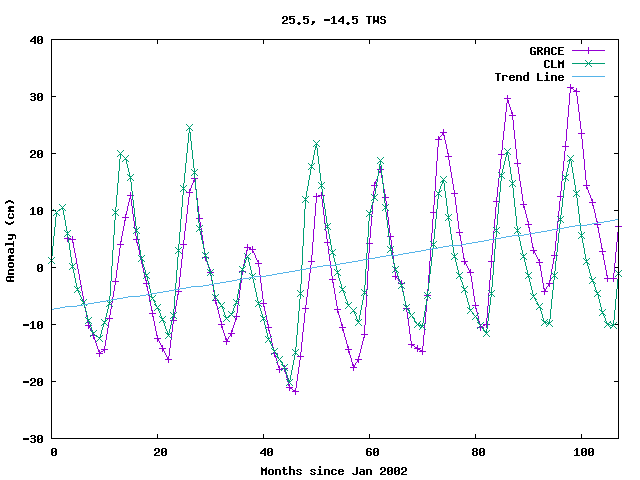 25.5, -14.5 TWS
GRACE
CLM
Trend Line
40
30
20
10
0
-10
-20
-30
Anomaly (cm)
0 20 40 60 80 100
Months since Jan 2002